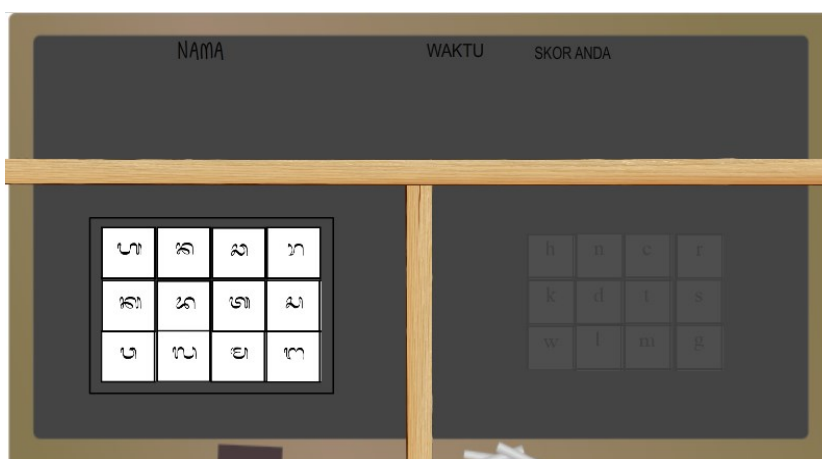 NAMA WAKTU SKOR ANDA
ᬳ ᬦ ᬘ ᬭ
ᬓ ᬤ ᬢ ᬲ
ᬯ ᬮ ᬫ ᬕ
h n c r
k d t s
w l m g